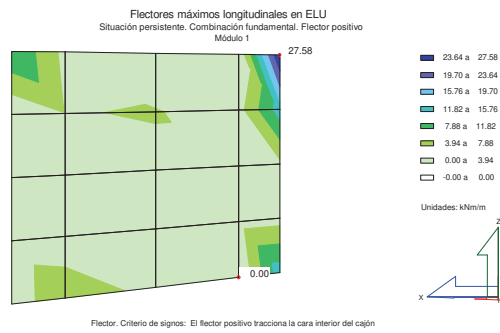 Flectores máximos longitudinales en ELU
Situación persistente. Combinación fundamental. Flector positivo
Módulo 1
27.58
23.64 a 27.58
19.70 a 23.64
15.76 a 19.70
11.82 a 15.76
7.88 a 11.82
3.94 a 7.88
0.00 a 3.94
-0.00 a 0.00
Unidades: kNm/m
Z
X
0.00
Flector. Criterio de signos: El flector positivo tracciona la cara interior del cajón